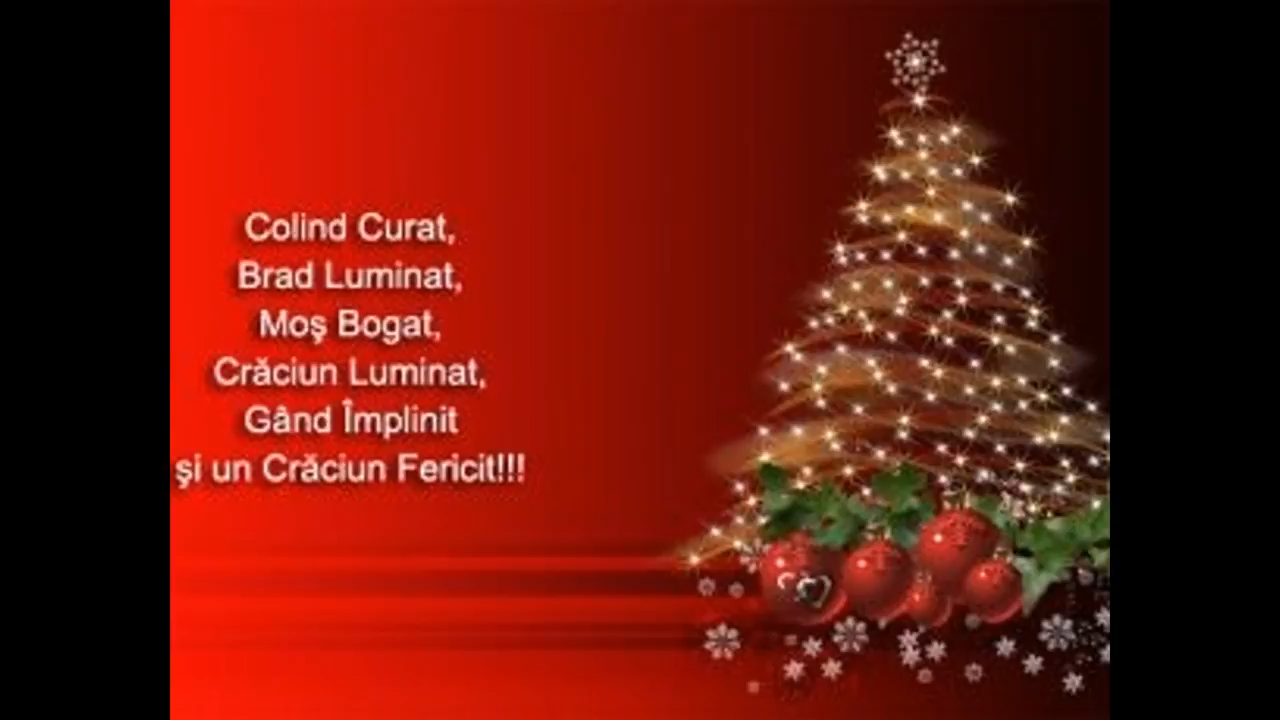 Colind Curat,
Brad Luminat,
Moş Bogat,
Crăciun Luminat,
Gând Împlinit
şi un Crăciun Fericit!!!